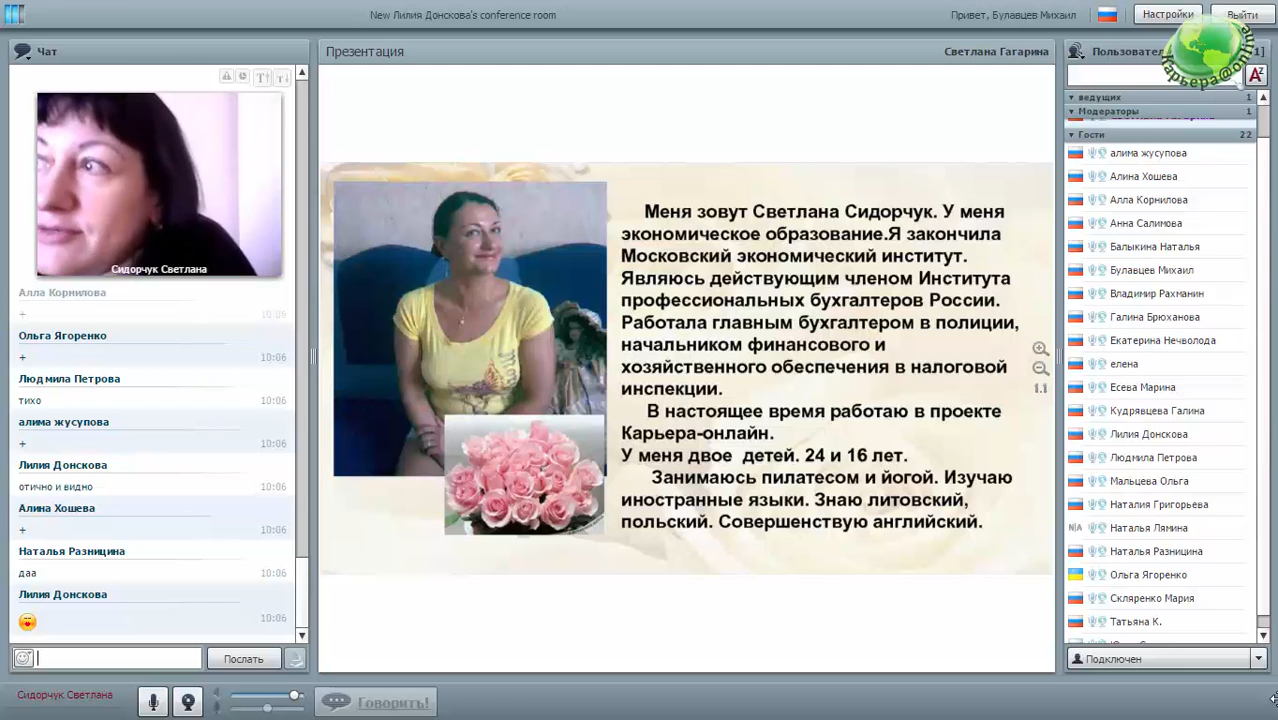 New Лилия Донскова's conference room
Привет, Булавцев Михаил
Настройки
Выйти
Чат
Сидорчук Светлана
Алла Корнилова
+
Ольга Ягоренко
+ 10:06
Людмила Петрова
тихо 10:06
алима жусупова
+ 10:06
Лилия Донскова
отично и видно 10:06
Алина Хошева
+ 10:06
Наталья Разницина
даа 10:06
Лилия Донскова
10:06
Послать
Сидорчук Светлана
Говорить!
Презентация
Светлана Гагарина
Меня зовут Светлана Сидорчук. У меня
экономическое образование.Я закончила
Московский экономический институт.
Являюсь действующим членом Института
профессиональных бухгалтеров России.
Работала главным бухгалтером в полиции,
начальником финансового и
хозяйственного обеспечения в налоговой
инспекции.
В настоящее время работаю в проекте
Карьера-онлайн.
У меня двое детей. 24 и 16 лет.
Занимаюсь пилатесом и йогой. Изучаю
иностранные языки. Знаю литовский,
польский. Совершенствую английский.
1:1
Карьера@online
ведущих 1
Модераторы 1
Гости 22
алима жусупова
Алина Хошева
Алла Корнилова
Анна Салимова
Балыкина Наталья
Булавцев Михаил
Владимир Рахманин
Галина Брюханова
Екатерина Нечволода
елена
Есева Марина
Кудрявцева Галина
Лилия Донскова
Людмила Петрова
Мальцева Ольга
Наталия Григорьева
N/A Наталья Лямина
Наталья Разницина
Ольга Ягоренко
Скляренко Мария
Татьяна К.
Подключен